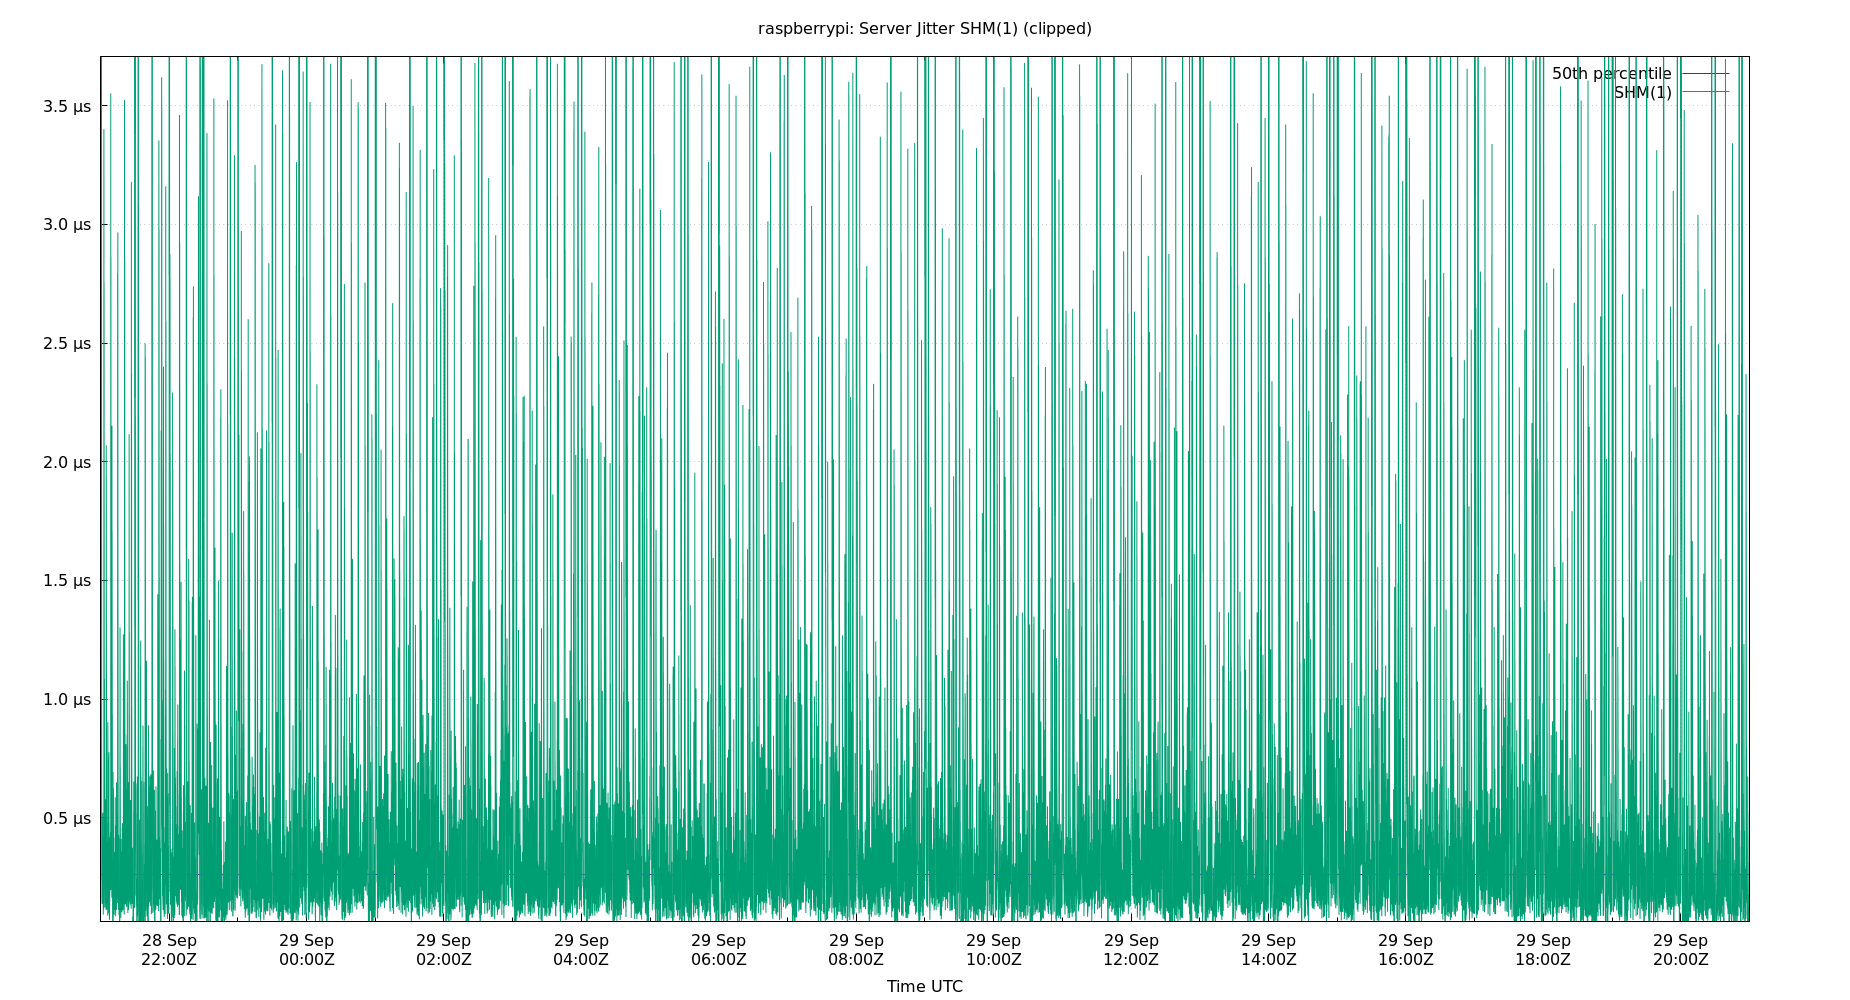 raspberrypi: Server Jitter SHM(1) (clipped)
50th percentile
SHM(1)
3.5 µs
3.0 µs
2.5 µs
2.0 µs
1.5 µs
1.0 µs
0.5 µs
28 Sep 29 Sep 29 Sep 29 Sep 29 Sep 29 Sep 29 Sep 29 Sep 29 Sep 29 Sep 29 Sep 29 Sep
22:00Z 00:00Z 02:00Z 04:00Z 06:00Z 08:00Z 10:00Z 12:00Z 14:00Z 16:00Z 18:00Z 20:00Z
Time UTC